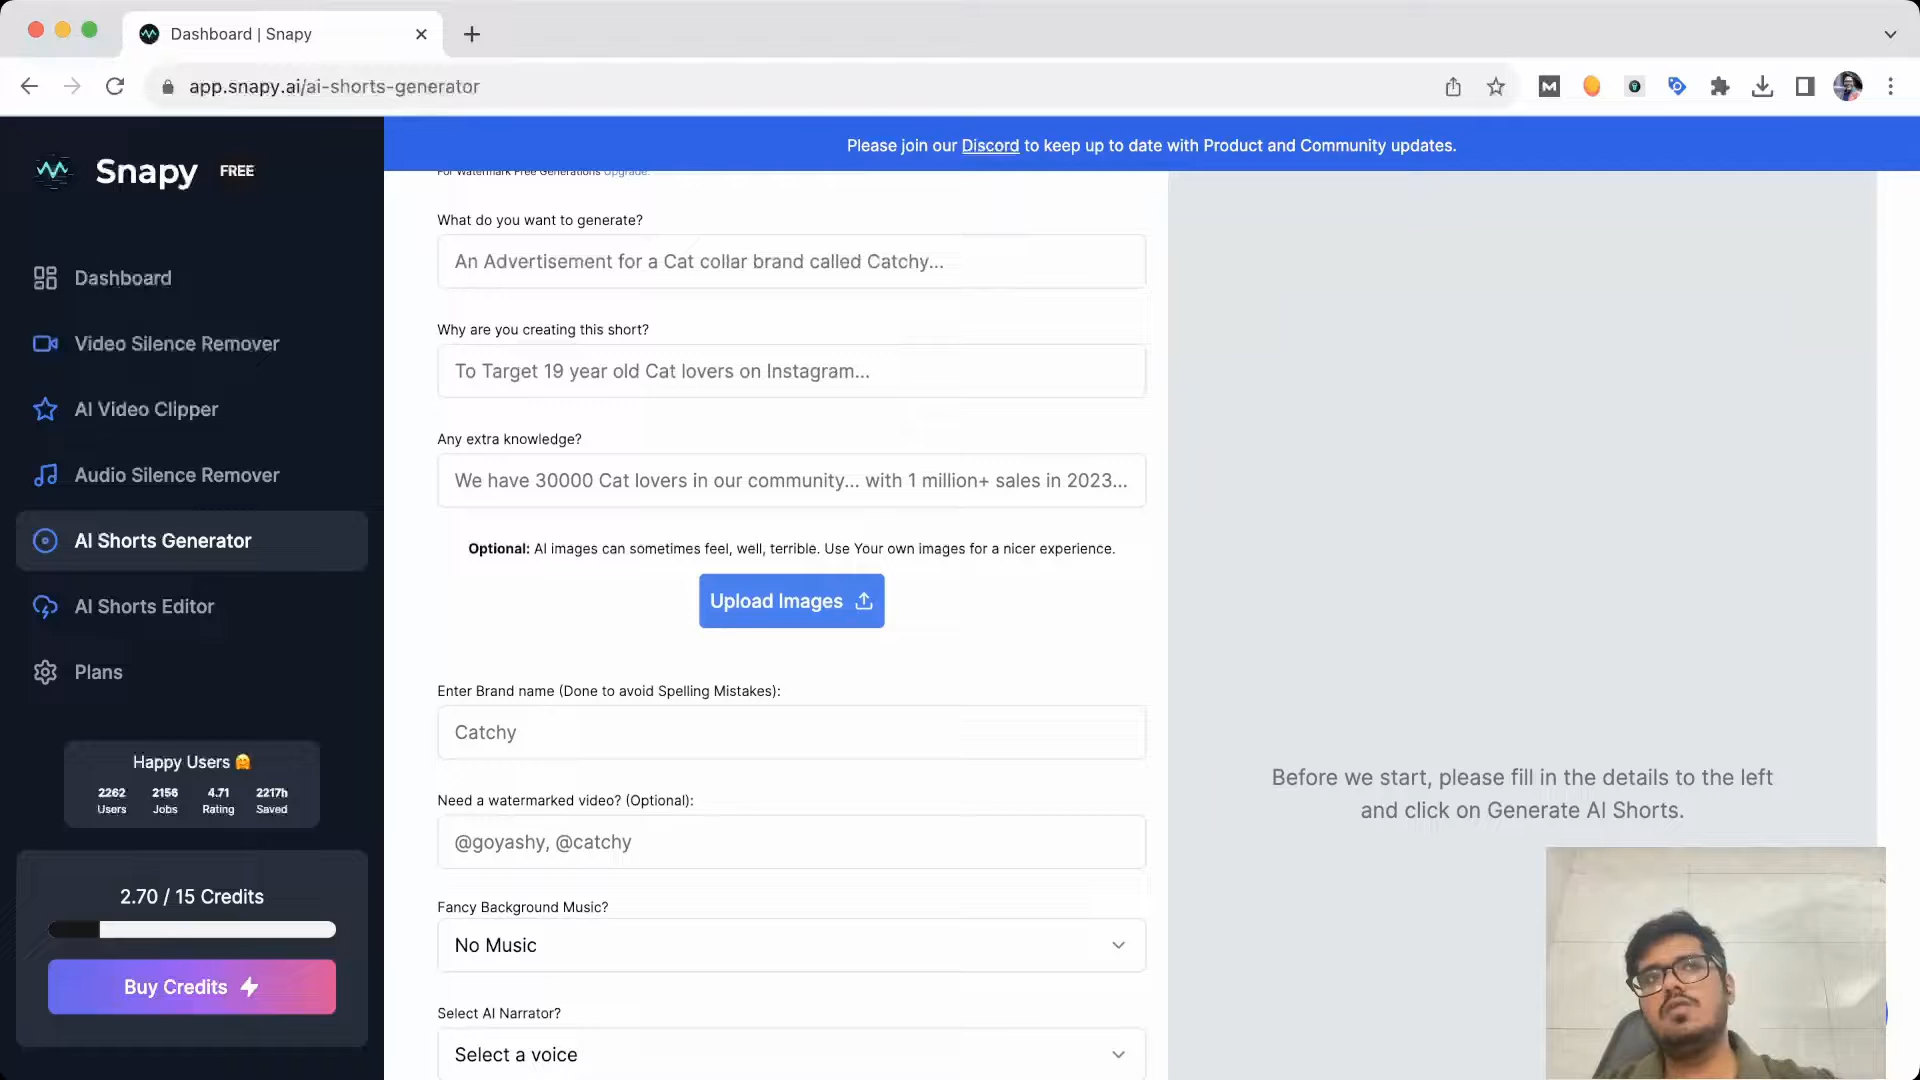 Dashboard | Snapy
app.snapy.ai/ai-shorts-generator
Snapy FREE
Dashboard
Video Silence Remover
AI Video Clipper
Audio Silence Remover
AI Shorts Generator
AI Shorts Editor
Plans
Happy Users 🤗
2262 2156 4.71 2217h
Users Jobs Rating Saved
2.70 / 15 Credits
Buy Credits
Please join our Discord to keep up to date with Product and Community updates.
For Watermark Free Generations Upgrade.
What do you want to generate?
An Advertisement for a Cat collar brand called Catchy...
Why are you creating this short?
To Target 19 year old Cat lovers on Instagram...
Any extra knowledge?
We have 30000 Cat lovers in our community... with 1 million+ sales in 2023...
Optional: AI images can sometimes feel, well, terrible. Use Your own images for a nicer experience.
Upload Images
Enter Brand name (Done to avoid Spelling Mistakes):
Catchy
Need a watermarked video? (Optional):
@goyashy, @catchy
Fancy Background Music?
No Music
Select AI Narrator?
Select a voice
Before we start, please fill in the details to the left
and click on Generate AI Shorts.